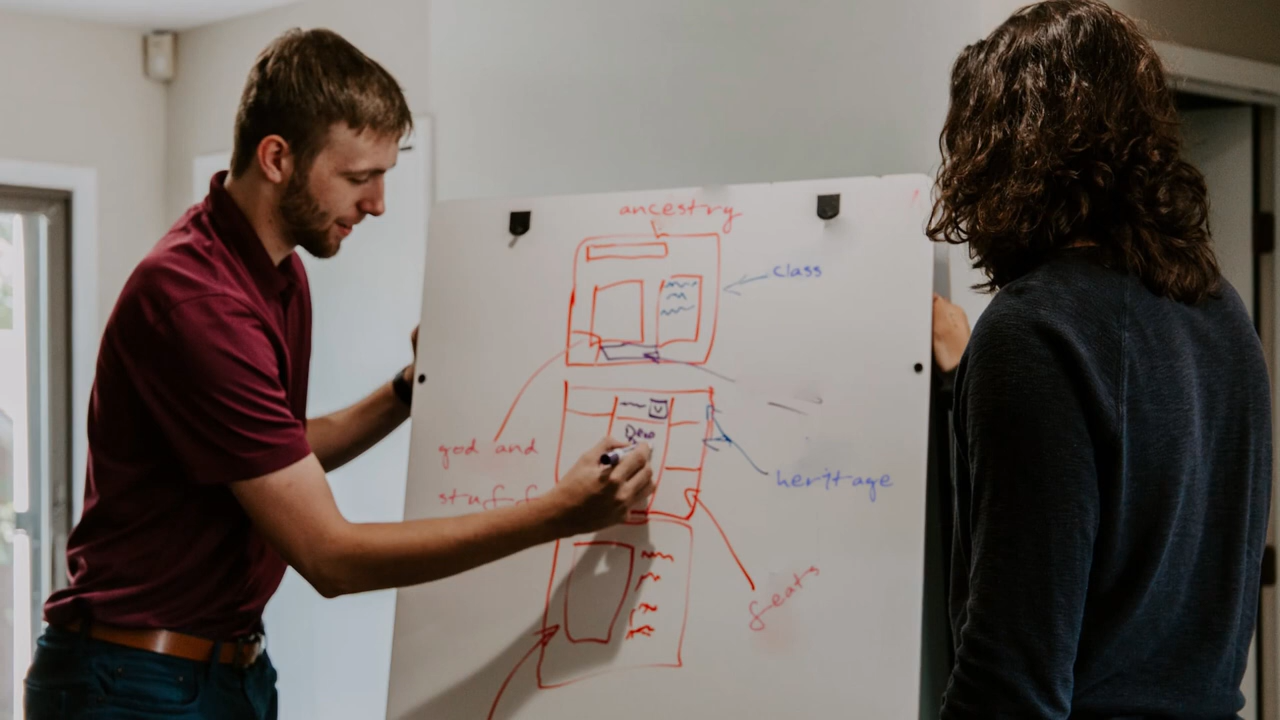 ancestry
class
god and
stuff
heritage
feats